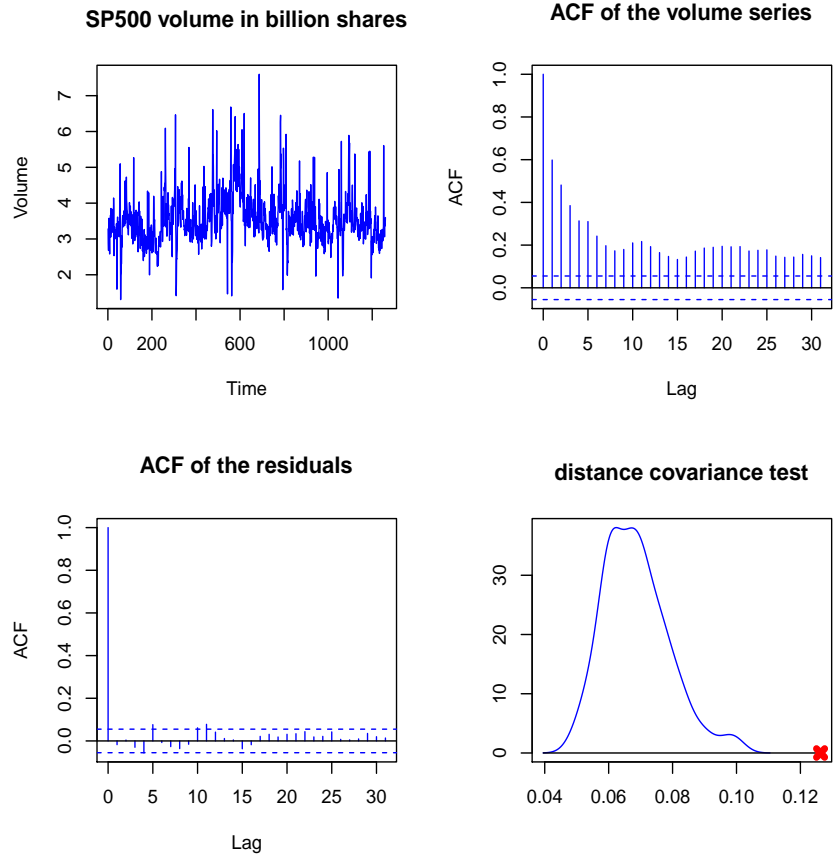 SP500 volume in billion shares
Volume
7
6
5
4
3
2
0 200 600 1000
Time
ACF of the volume series
ACF
1.0
0.8
0.6
0.4
0.2
0.0
0 5 10 15 20 25 30
Lag
ACF of the residuals
ACF
1.0
0.8
0.6
0.4
0.2
0.0
0 5 10 15 20 25 30
Lag
distance covariance test
30
20
10
0
0.04 0.06 0.08 0.10 0.12